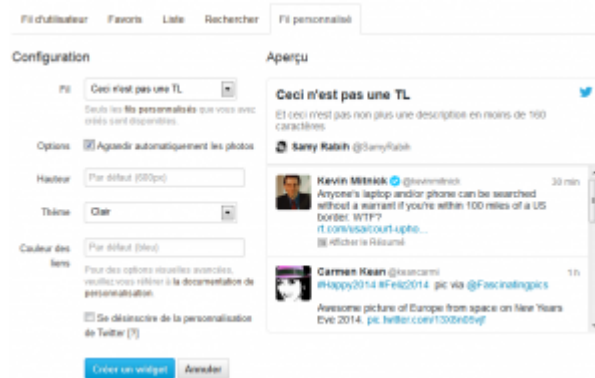 Fil d'utilisateur Favoris Liste Rechercher Fil personnalisé
Configuration
Fil Ceci n'est pas une TL
Seuls les fils personnalisés que vous avez
créés sont disponibles.
Options Agrandir automatiquement les photos
Hauteur Par défaut (600px)
Thème Clair
Couleur des
liens
Par défaut (bleu)
Pour des options visuelles avancées,
veuillez vous référer à la documentation de
personnalisation.
Se désinscrire de la personnalisation
de Twitter [?]
Créer un widget Annuler
Aperçu
Ceci n'est pas une TL
Et ceci n'est pas non plus une description en moins de 160
caractères
Samy Rabih @SamyRabih
Kevin Mitnick @kevinmitnick 30 min
Anyone's laptop and/or phone can be searched
without a warrant if you're within 100 miles of a US
border. WTF?
rt.com/usa/court-upho...
Afficher le Résumé
Carmen Kean @keancarmi 1h
#Happy2014 #Feliz2014 pic via @Fascinatingpics
Awesome picture of Europe from space on New Years
Eve 2014.